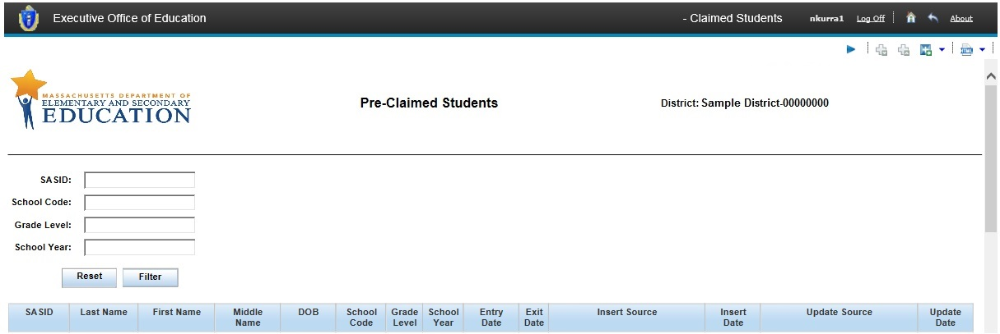 Executive Office of Education - Claimed Students nkurra1 Log Off About
MASSACHUSETTS DEPARTMENT OF
ELEMENTARY AND SECONDARY
EDUCATION
Pre-Claimed Students
District: Sample District-00000000
SASID:
School Code:
Grade Level:
School Year:
Reset Filter
SASID Last Name First Name Middle Name DOB School Code Grade Level School Year Entry Date Exit Date Insert Source Insert Date Update Source Update Date